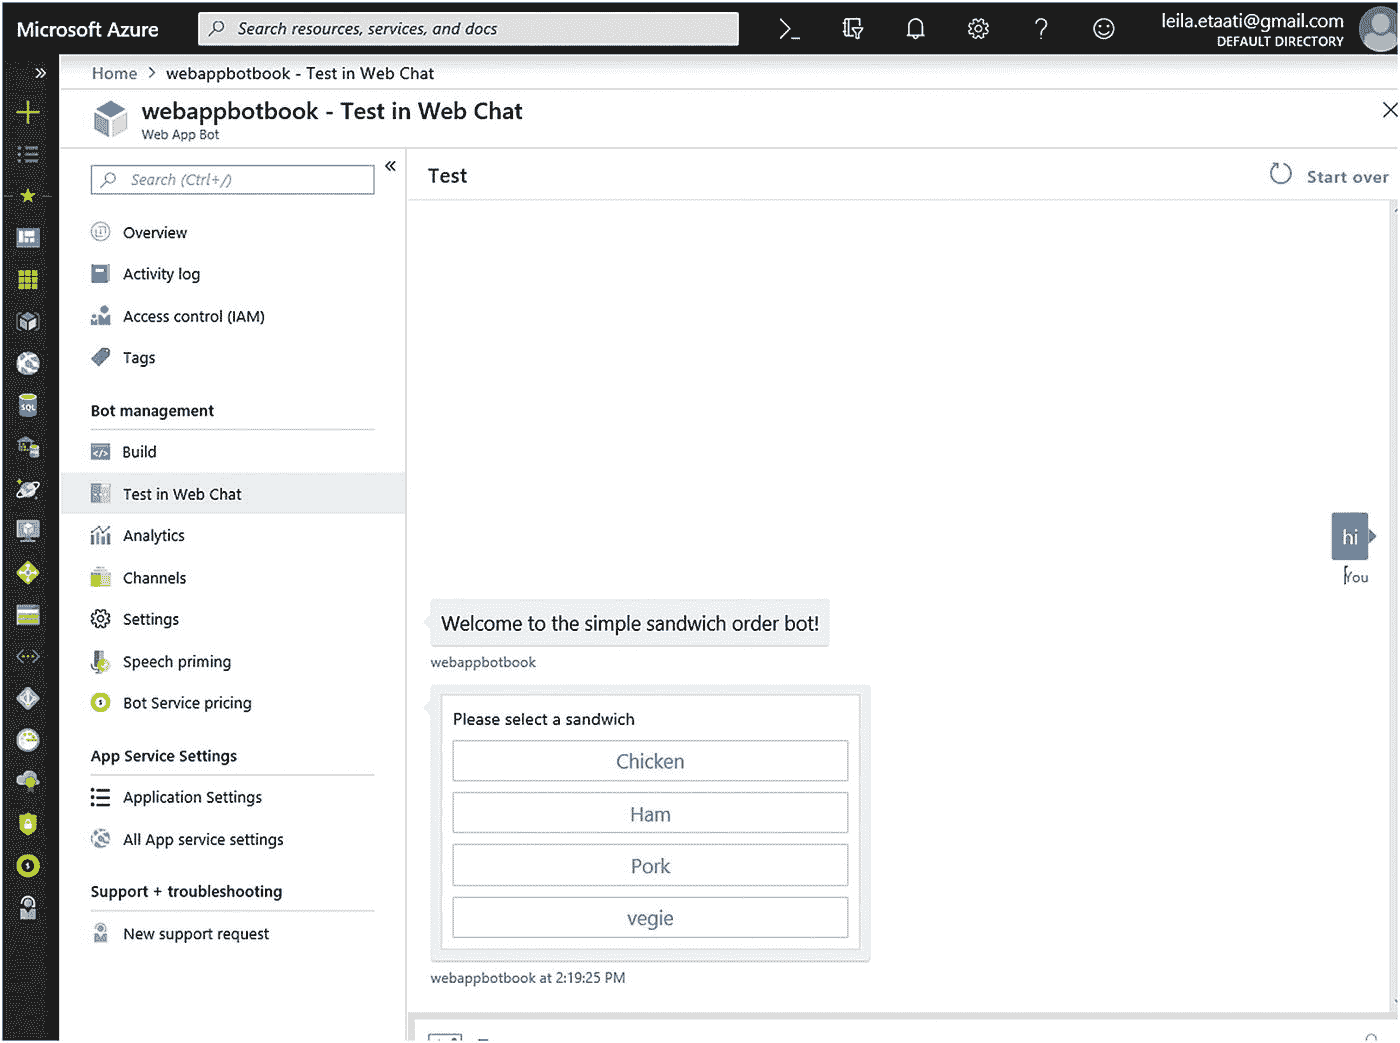 Microsoft Azure
Search resources, services, and docs
leila.etaati@gmail.com
DEFAULT DIRECTORY
Home > webappbotbook - Test in Web Chat
webappbotbook - Test in Web Chat
Web App Bot
Search (Ctrl+/)
Overview
Activity log
Access control (IAM)
Tags
Bot management
Build
Test in Web Chat
Analytics
Channels
Settings
Speech priming
Bot Service pricing
App Service Settings
Application Settings
All App service settings
Support + troubleshooting
New support request
Test
Start over
hi
You
Welcome to the simple sandwich order bot!
webappbotbook
Please select a sandwich
Chicken
Ham
Pork
vegie
webappbotbook at 2:19:25 PM